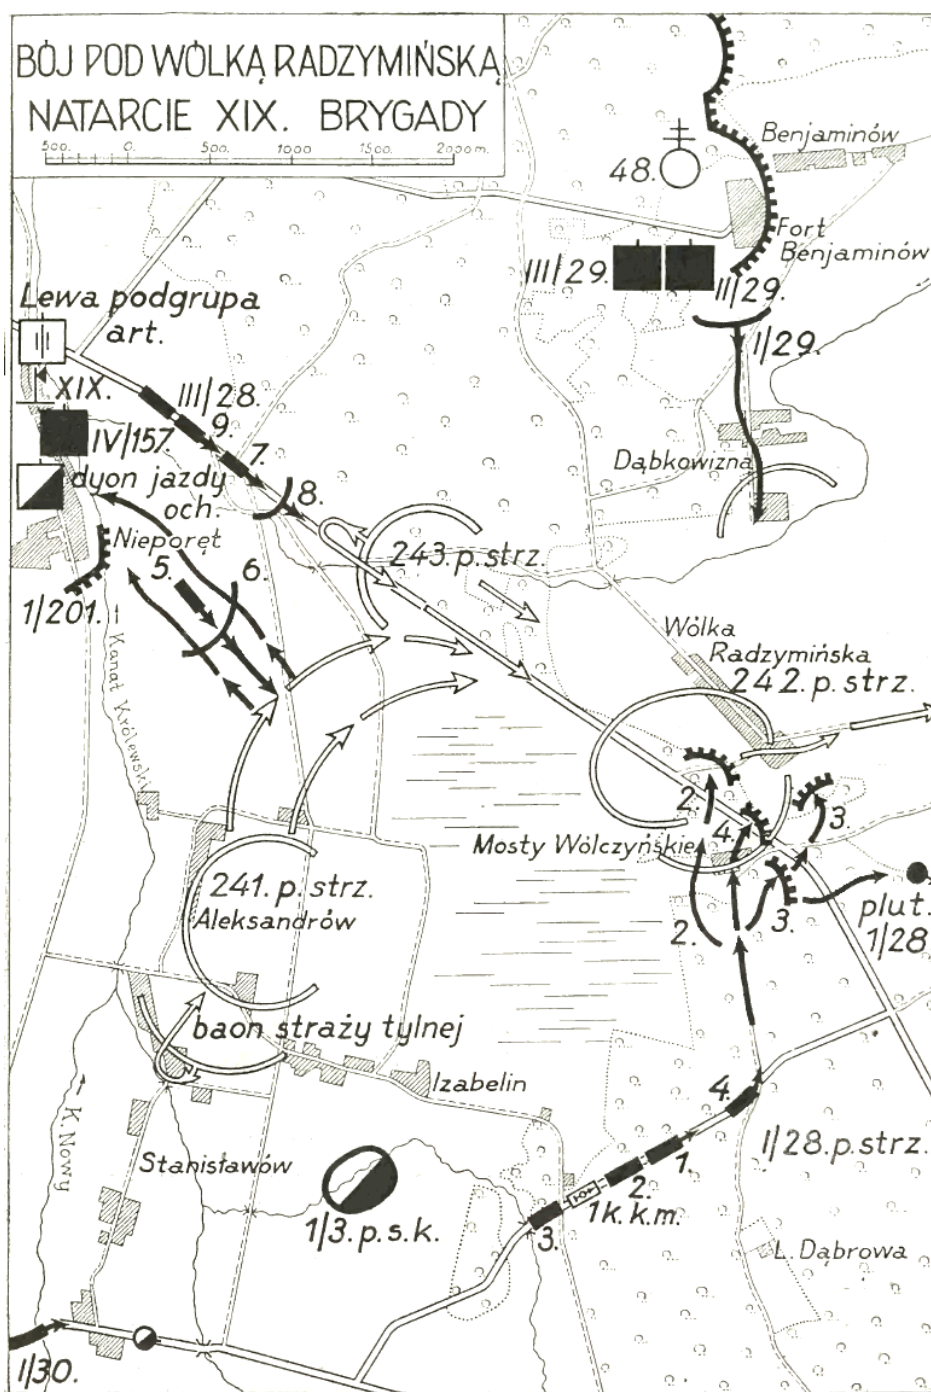 BÓJ POD WÓLKĄ RADZYMIŃSKĄ
NATARCIE XIX. BRYGADY
500. 0. 500. 1000 1500. 2000m.
Benjaminów
48.
Fort
Benjaminów
III/29.
II/29.
I/29.
Lewa podgrupa
art.
XIX.
III/28.
9.
IV/157.
7.
dyon jazdy
och.
8.
Dąbkowizna
Nieporęt
5.
6.
243. p. strz.
1/201.
Kanał Królewski
Wólka
Radzymińska
242. p. strz.
2.
4.
3.
Mosty Wólczyńskie
241. p. strz.
Aleksandrów
2.
3.
plut.
1/28
baon straży tylnej
Izabelin
K. Nowy
4.
I/28. p. strz.
1.
Stanisławów
2.
1 k. k. m.
3.
1/3. p. s. k.
L. Dąbrowa
I/30.